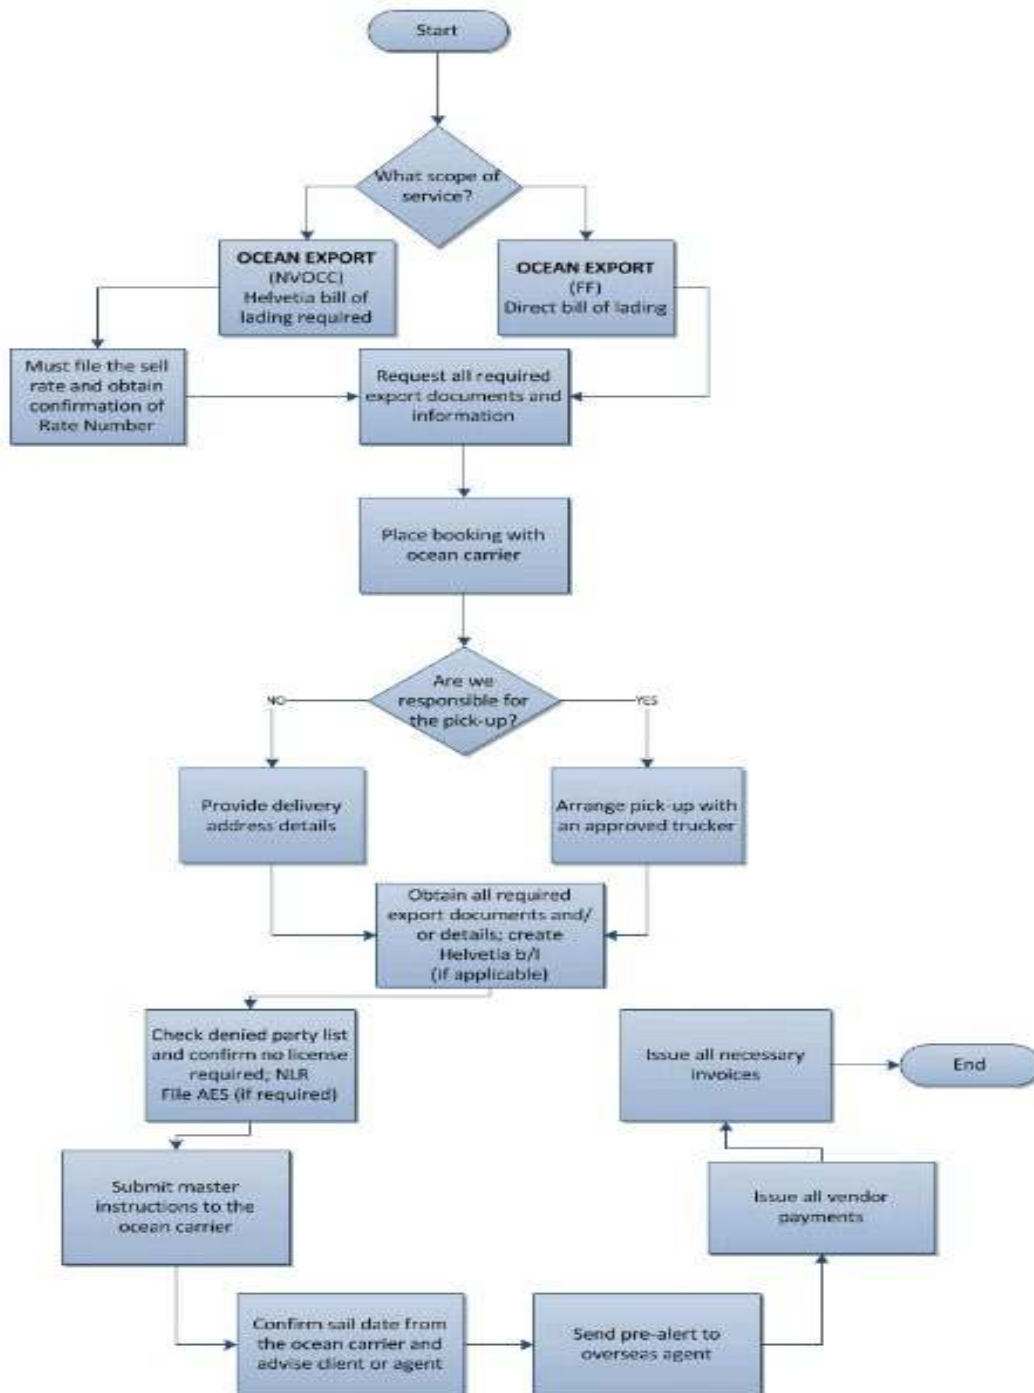 Start
What scope of
service?
OCEAN EXPORT
(NVOCC)
Helvetia bill of
lading required
OCEAN EXPORT
(FF)
Direct bill of lading
Must file the sell
rate and obtain
confirmation of
Rate Number
Request all required
export documents and
information
Place booking with
ocean carrier
Are we
responsible for
the pick-up?
NO
YES
Provide delivery
address details
Arrange pick-up with
an approved trucker
Obtain all required
export documents and/
or details; create
Helvetia b/l
(if applicable)
Check denied party list
and confirm no license
required; NLR
File AES (if required)
Issue all necessary
invoices
End
Submit master
instructions to the
ocean carrier
Issue all vendor
payments
Confirm sail date from
the ocean carrier and
advise client or agent
Send pre-alert to
overseas agent